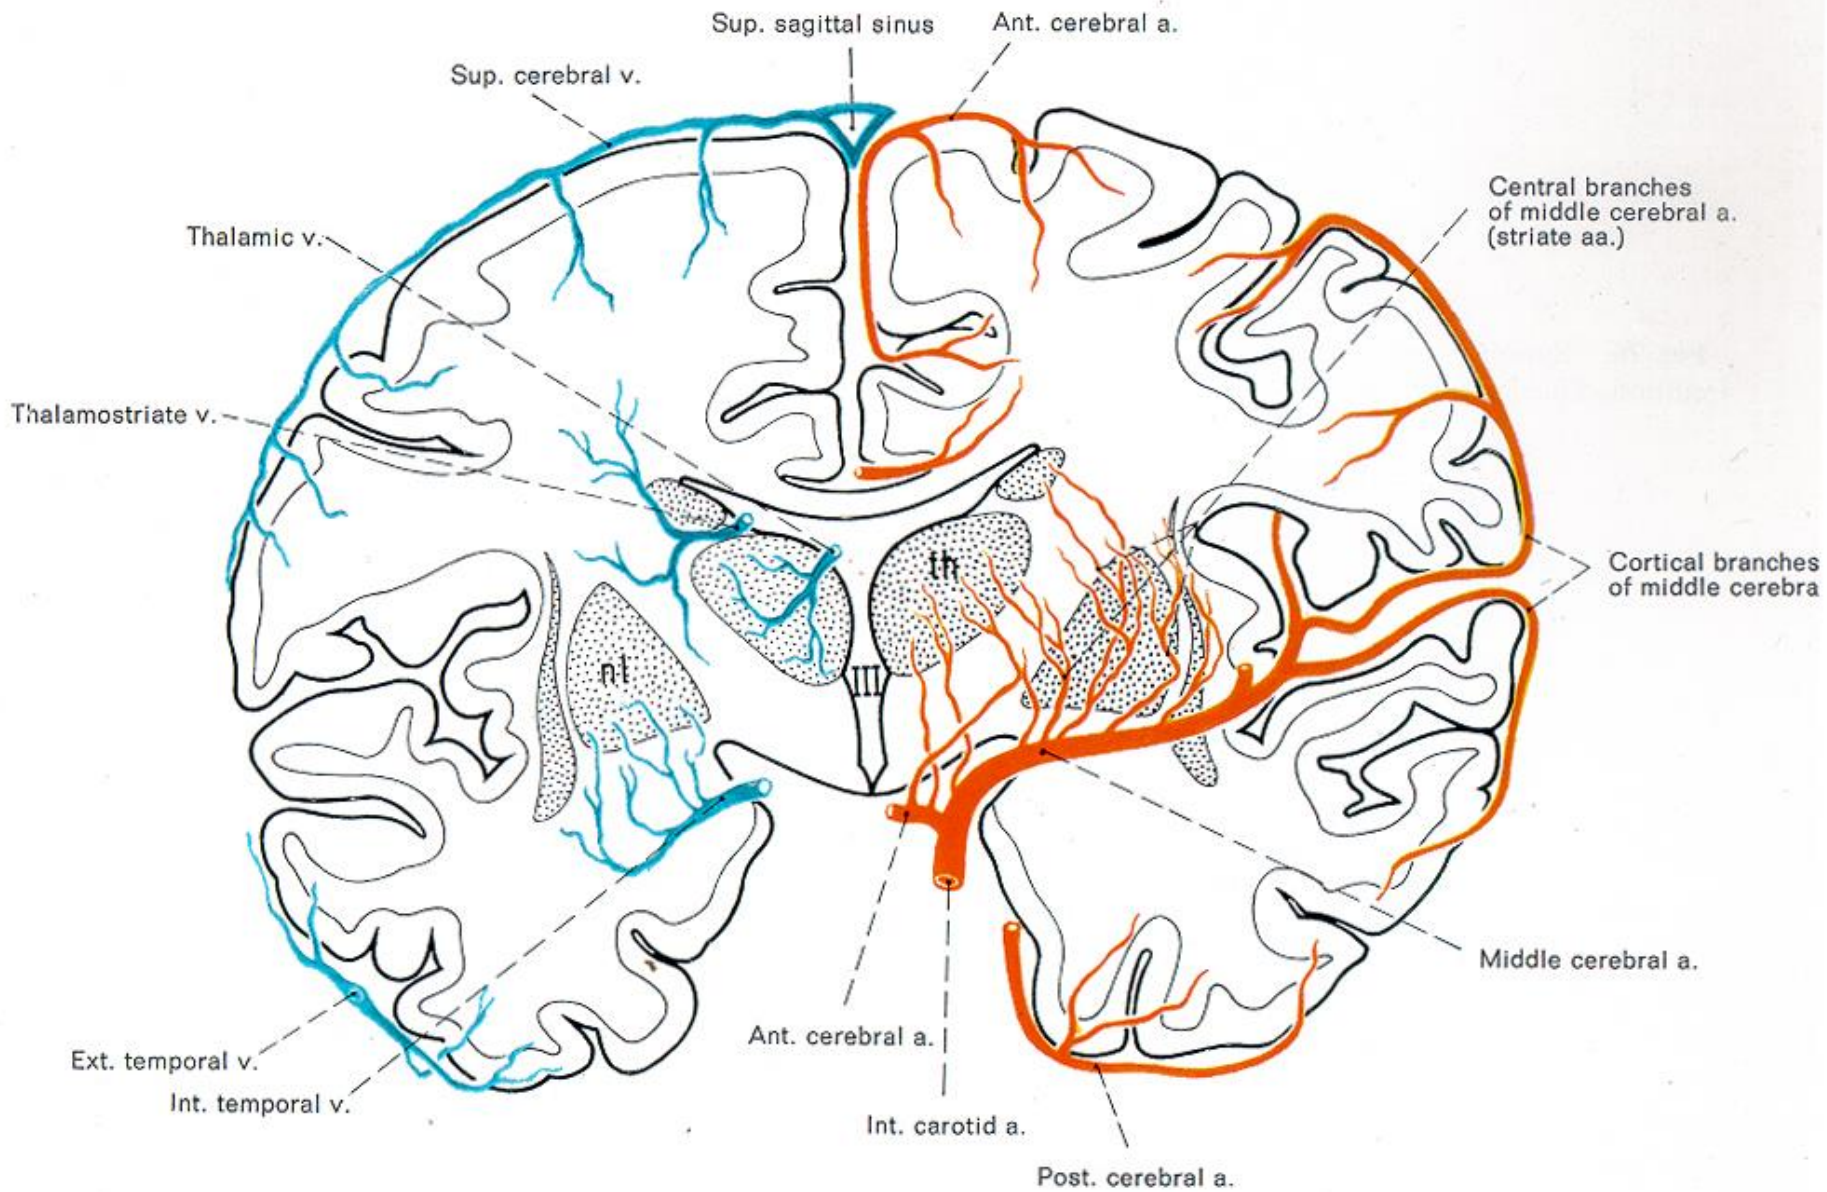 Sup. sagittal sinus
Ant. cerebral a.
Sup. cerebral v.
Central branches
of middle cerebral a.
(striate aa.)
Thalamic v.
Thalamostriate v.
th
Cortical branches
of middle cerebra
nl
III
Middle cerebral a.
Ant. cerebral a.
Ext. temporal v.
Int. temporal v.
Int. carotid a.
Post. cerebral a.